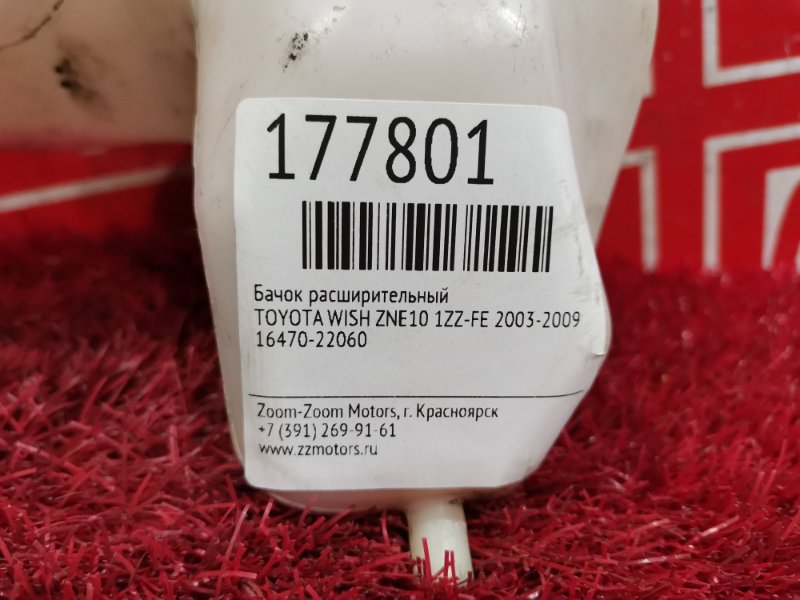 177801
Бачок расширительный
TOYOTA WISH ZNE10 1ZZ-FE 2003-2009
16470-22060
Zoom-Zoom Motors, г. Красноярск
+7 (391) 269-91-61
www.zzmotors.ru